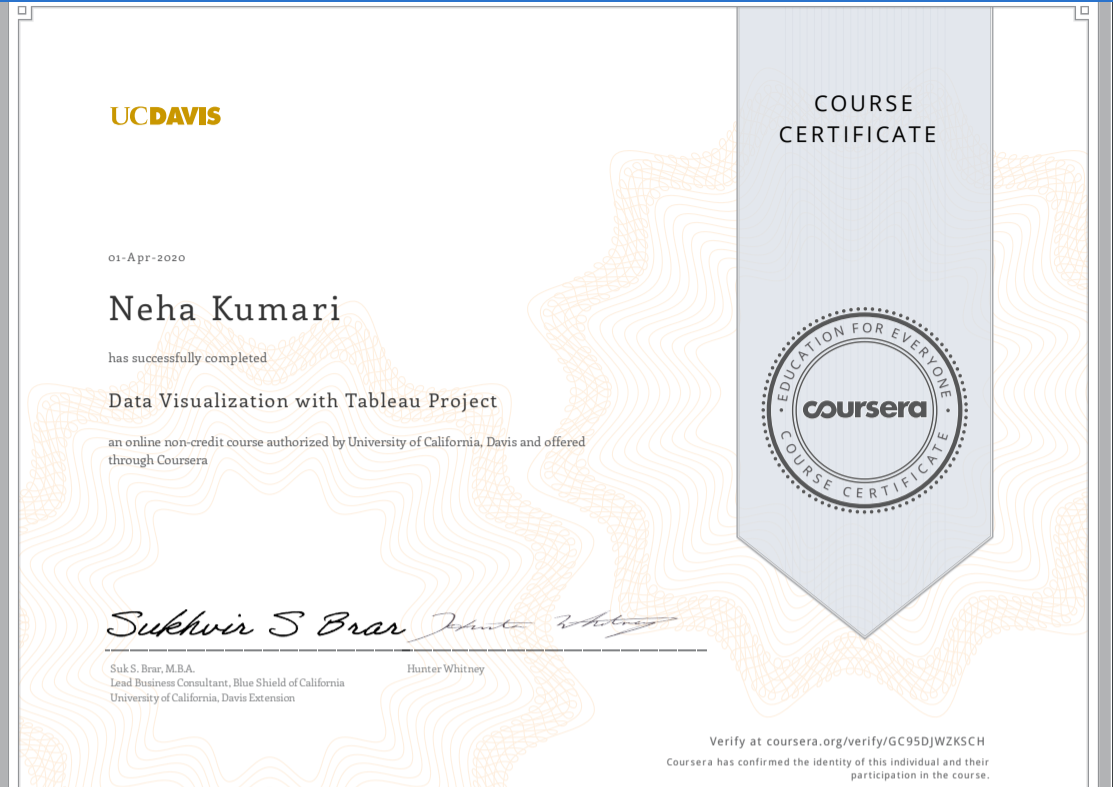 UCDAVIS
COURSE
CERTIFICATE
01-Apr-2020
Neha Kumari
has successfully completed
Data Visualization with Tableau Project
an online non-credit course authorized by University of California, Davis and offered
through Coursera
EDUCATION FOR EVERYONE
coursera
COURSE CERTIFICATE
Sukhvir S Brar
Suk S. Brar, M.B.A.
Lead Business Consultant, Blue Shield of California
University of California, Davis Extension
Hunter Whitney
Verify at coursera.org/verify/GC95DJWZKSCH
Coursera has confirmed the identity of this individual and their
participation in the course.